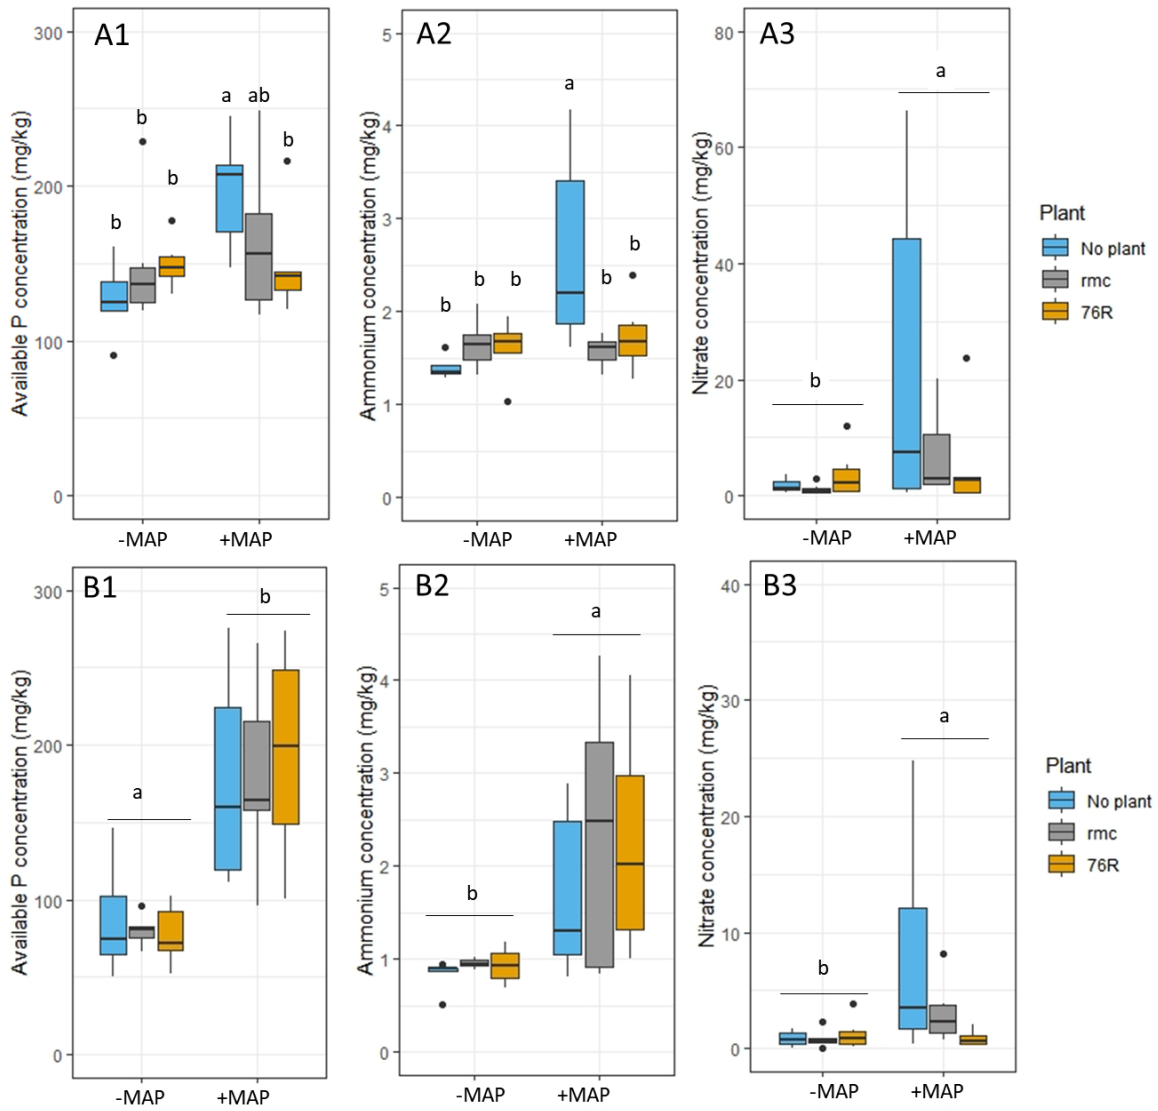 A1
Available P concentration (mg/kg)
300
200
100
0
b
b
b
a
ab
b
-MAP
+MAP
A2
Ammonium concentration (mg/kg)
5
4
3
2
1
0
b
b
b
a
b
b
-MAP
+MAP
A3
Nitrate concentration (mg/kg)
80
60
40
20
0
b
a
-MAP
+MAP
Plant
No plant
rmc
76R
B1
Available P concentration (mg/kg)
300
200
100
0
a
b
-MAP
+MAP
B2
Ammonium concentration (mg/kg)
5
4
3
2
1
0
b
a
-MAP
+MAP
B3
Nitrate concentration (mg/kg)
40
30
20
10
0
b
a
-MAP
+MAP
Plant
No plant
rmc
76R